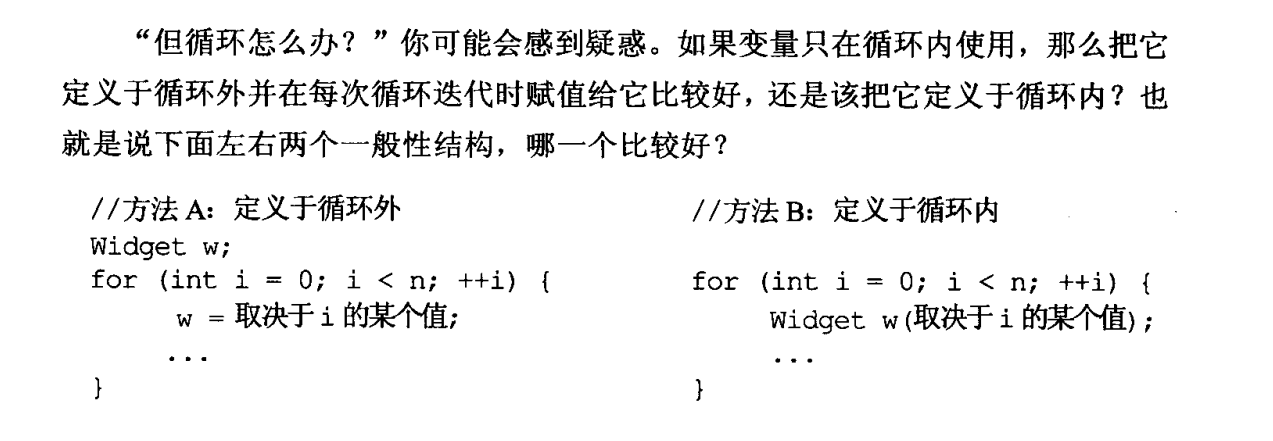 “但循环怎么办？”你可能会感到疑惑。如果变量只在循环内使用，那么把它
定义于循环外并在每次循环迭代时赋值给它比较好，还是该把它定义于循环内？也
就是说下面左右两个一般性结构，哪一个比较好？
//方法 A：定义于循环外
Widget w;
for (int i = 0; i < n; ++i) {
w = 取决于 i 的某个值;
...
}
//方法 B：定义于循环内
for (int i = 0; i < n; ++i) {
Widget w(取决于 i 的某个值);
...
}